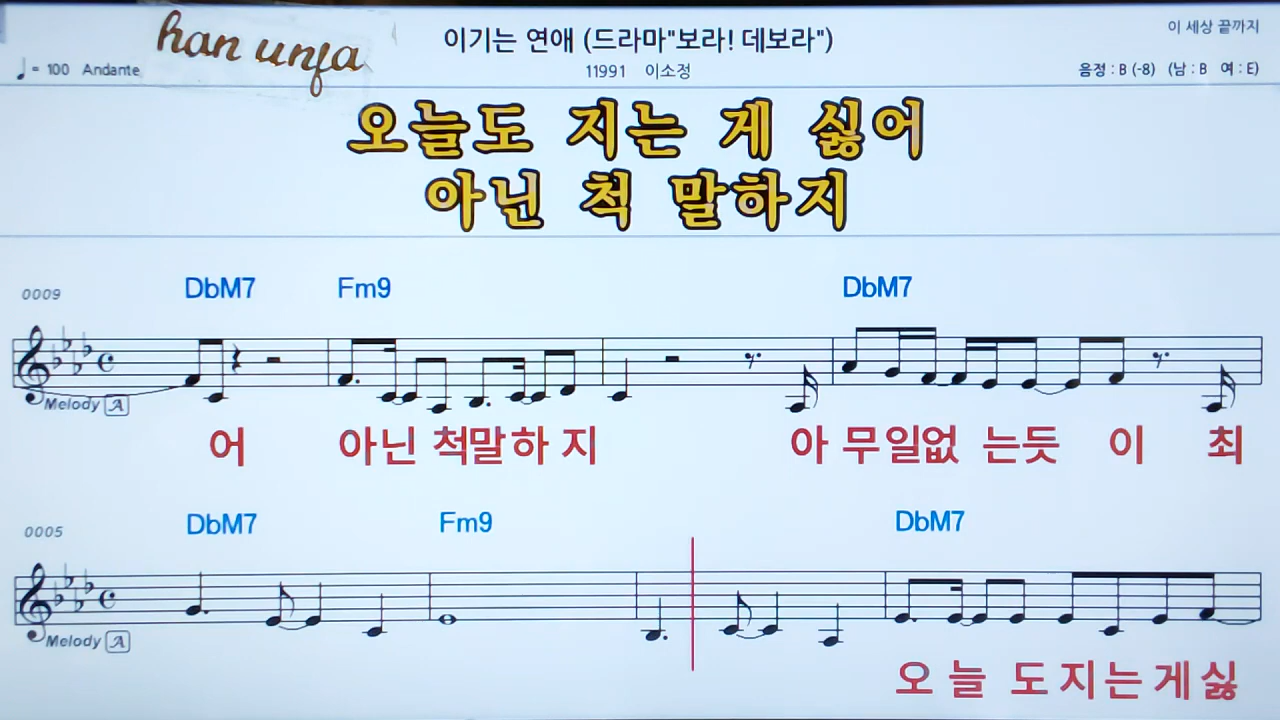 han unfa
이기는 연애 (드라마"보라! 데보라")
이 세상 끝까지
♩= 100 Andante
11991 이소정
음정 : B (-8) (남 : B 여 : E)
오늘도 지는 게 싫어
아닌 척 말하지
0009 DbM7 Fm9 DbM7
Melody A
어 아닌 척말하 지 아 무일없 는듯 이 최
0005 DbM7 Fm9 DbM7
Melody A
오 늘 도지는게싫